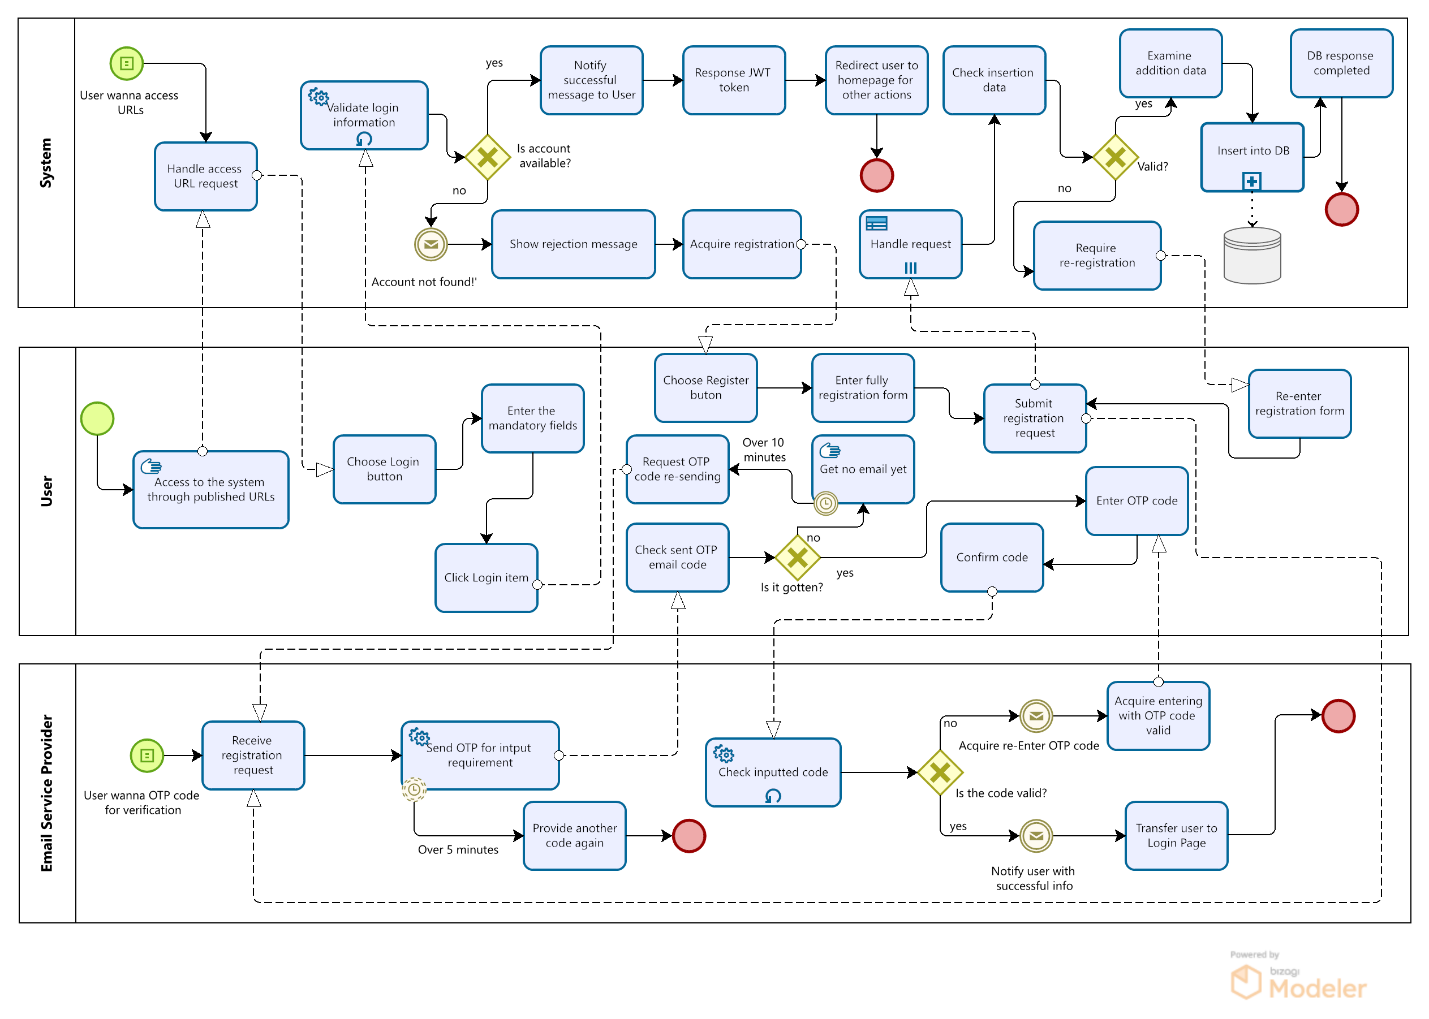 System
User wanna access
URLs
Handle access
URL request
Validate login
information
Is account
available?
yes
no
Notify
successful
message to User
Response JWT
token
Redirect user to
homepage for
other actions
Account not found!'
Show rejection message
Acquire registration
Handle request
Check insertion
data
Valid?
yes
no
Examine
addition data
Insert into DB
DB response
completed
Require
re-registration
User
Access to the system
through published URLs
Choose Login
button
Enter the
mandatory fields
Click Login item
Choose Register
buton
Enter fully
registration form
Submit
registration
request
Re-enter
registration form
Request OTP
code re-sending
Over 10
minutes
Get no email yet
Check sent OTP
email code
no
Is it gotten?
yes
Enter OTP code
Confirm code
Email Service Provider
User wanna OTP code
for verification
Receive
registration
request
Send OTP for intput
requirement
Over 5 minutes
Provide another
code again
Check inputted code
Is the code valid?
no
Acquire re-Enter OTP code
Acquire entering
with OTP code
valid
yes
Notify user with
successful info
Transfer user to
Login Page
Powered by
bizagi
Modeler